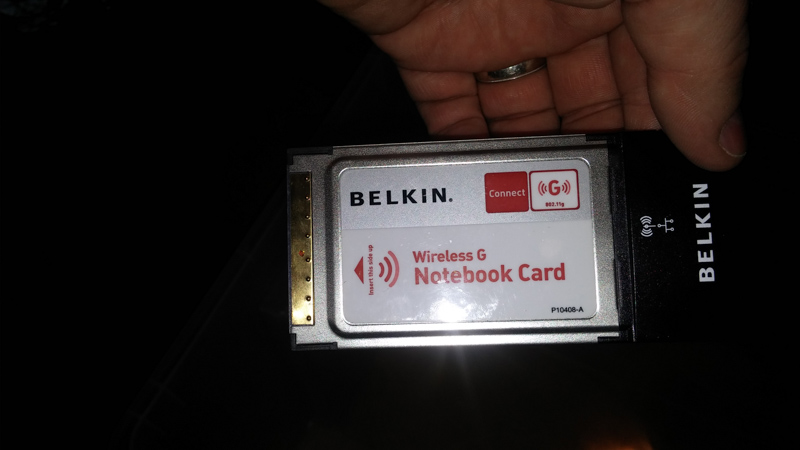 BELKIN.
Connect
((G))
802.11g
Insert this side up
Wireless G
Notebook Card
P10408-A
BELKIN